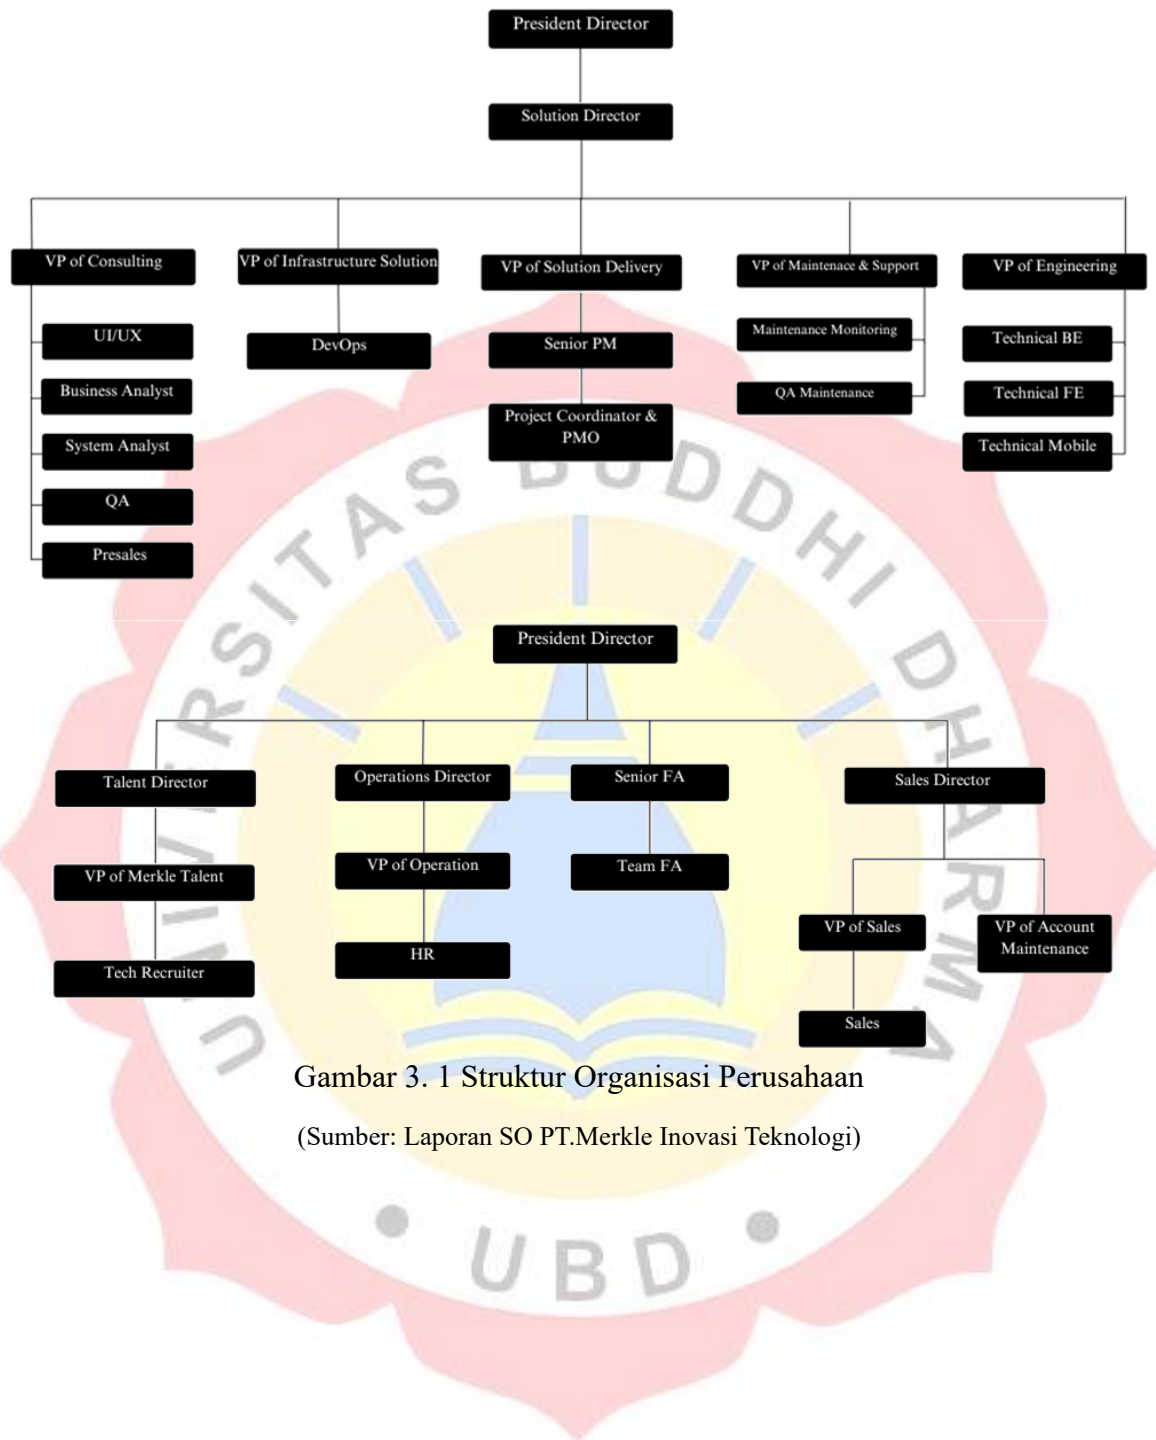 President Director
Solution Director
VP of Consulting
VP of Infrastructure Solution
VP of Solution Delivery
VP of Maintenace & Support
VP of Engineering
UI/UX
Business Analyst
System Analyst
QA
Presales
DevOps
Senior PM
Project Coordinator &
PMO
Maintenance Monitoring
QA Maintenance
Technical BE
Technical FE
Technical Mobile
President Director
Talent Director
Operations Director
Senior FA
Sales Director
VP of Merkle Talent
VP of Operation
Team FA
VP of Sales
VP of Account
Maintenance
Tech Recruiter
HR
Sales
Gambar 3. 1 Struktur Organisasi Perusahaan
(Sumber: Laporan SO PT.Merkle Inovasi Teknologi)
UNIVERSITAS BUDDHI DHARMA
UBD